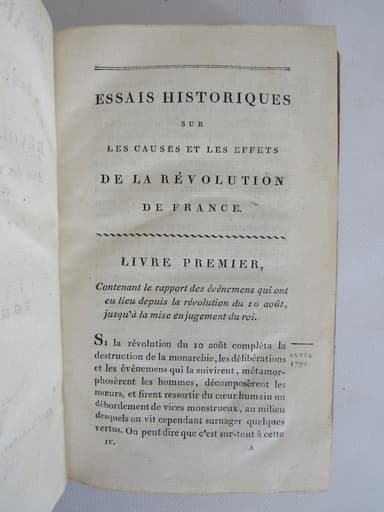 ESSAIS HISTORIQUES
SUR
LES CAUSES ET LES EFFETS
DE LA RÉVOLUTION
DE FRANCE.
LIVRE PREMIER,
Contenant le rapport des événemens qui ont
eu lieu depuis la révolution du 10 août,
jusqu'à la mise en jugement du roi.
SI la révolution du 10 août complèta la
destruction de la monarchie, les délibérations
ANNÉE
et les événemens qui la suivirent, métamor-
1792.
phosèrent les hommes, décomposèrent les
mœurs, et firent ressortir du cœur humain un
débordement de vices monstrueux, au milieu
desquels on vit cependant surnager quelques
vertus. On peut dire que c'est sur-tout à cette
IV.
A